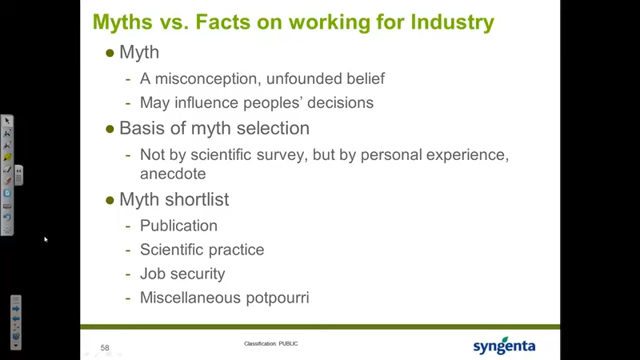 Myths vs. Facts on working for Industry
● Myth
- A misconception, unfounded belief
- May influence peoples' decisions
● Basis of myth selection
- Not by scientific survey, but by personal experience,
anecdote
● Myth shortlist
- Publication
- Scientific practice
- Job security
- Miscellaneous potpourri
58
Classification PUBLIC
syngenta